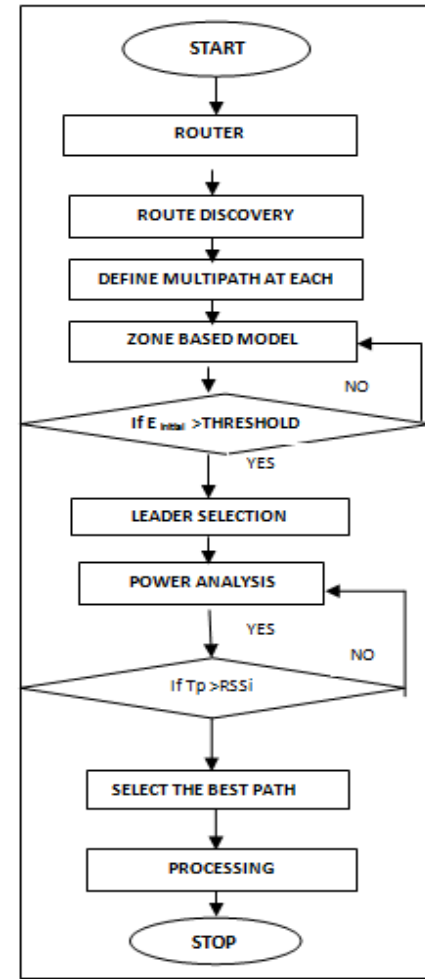 START
ROUTER
ROUTE DISCOVERY
DEFINE MULTIPATH AT EACH
ZONE BASED MODEL
NO
If E initial >THRESHOLD
YES
LEADER SELECTION
POWER ANALYSIS
YES
NO
If Tp >RSSi
SELECT THE BEST PATH
PROCESSING
STOP